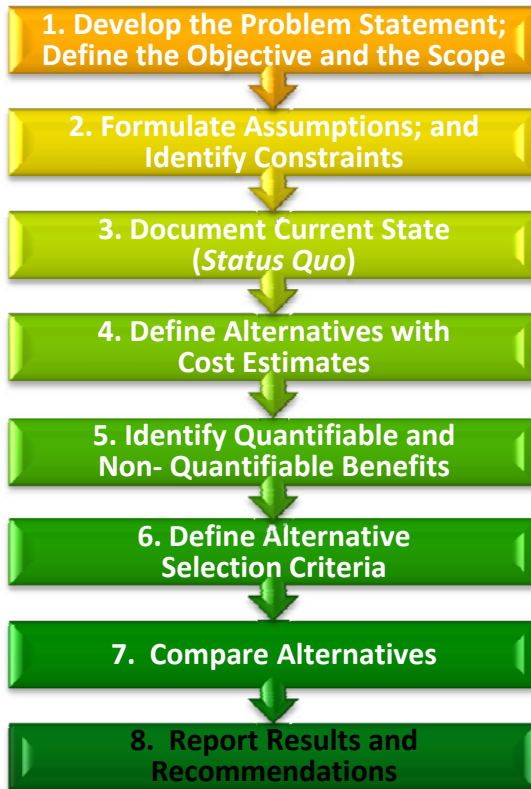 1. Develop the Problem Statement;
Define the Objective and the Scope
2. Formulate Assumptions; and
Identify Constraints
3. Document Current State
(Status Quo)
4. Define Alternatives with
Cost Estimates
5. Identify Quantifiable and
Non- Quantifiable Benefits
6. Define Alternative
Selection Criteria
7. Compare Alternatives
8. Report Results and
Recommendations